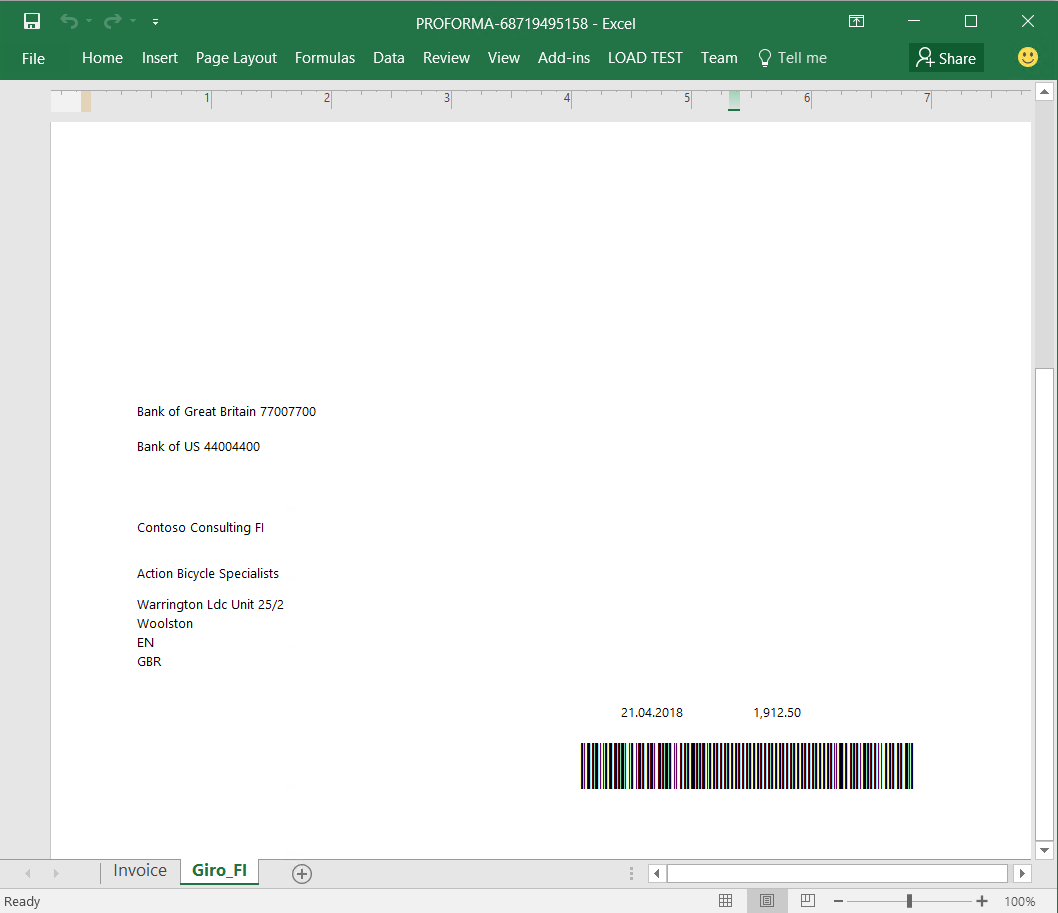 PROFORMA-68719495158 - Excel
File Home Insert Page Layout Formulas Data Review View Add-ins LOAD TEST Team Tell me Share
1 2 3 4 5 6 7
Bank of Great Britain 77007700
Bank of US 44004400
Contoso Consulting FI
Action Bicycle Specialists
Warrington Ldc Unit 25/2
Woolston
EN
GBR
21.04.2018 1,912.50
Invoice Giro_FI
Ready 100%